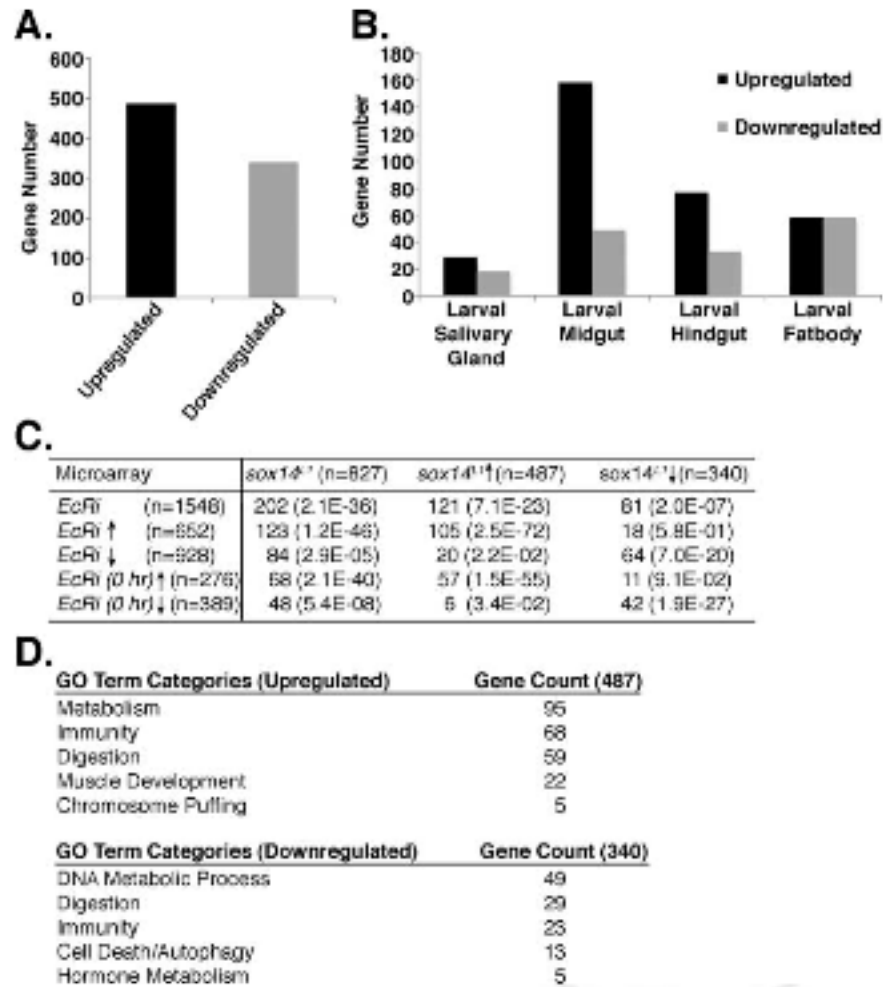 A.
600
500
400
300
200
100
0
Gene Number
Upregulated
Downregulated
B.
180
160
140
120
100
80
60
40
20
0
Gene Number
Upregulated
Downregulated
Larval Salivary Gland
Larval Midgut
Larval Hindgut
Larval Fatbody
C.
Microarray (n=827) (n=487) (n=340)
EcRi (n=1548) 202 (2.1E-36) 121 (7.1E-23) 81 (2.0E-07)
EcRi ↑ (n=652) 123 (1.2E-46) 105 (2.5E-72) 18 (5.8E-01)
EcRi ↓ (n=928) 84 (2.9E-05) 20 (2.2E-02) 64 (7.0E-20)
EcRi (0 hr)↑ (n=276) 68 (2.1E-40) 57 (1.5E-55) 11 (9.1E-02)
EcRi (0 hr)↓ (n=389) 48 (5.4E-08) (3.4E-02) 42 (1.9E-27)
D.
GO Term Categories (Upregulated) Gene Count (487)
Metabolism 95
Immunity 68
Digestion 59
Muscle Development 22
Chromosome Puffing 5
GO Term Categories (Downregulated) Gene Count (340)
DNA Metabolic Process 49
Digestion 29
Immunity 23
Cell Death/Autophagy 13
Hormone Metabolism 5